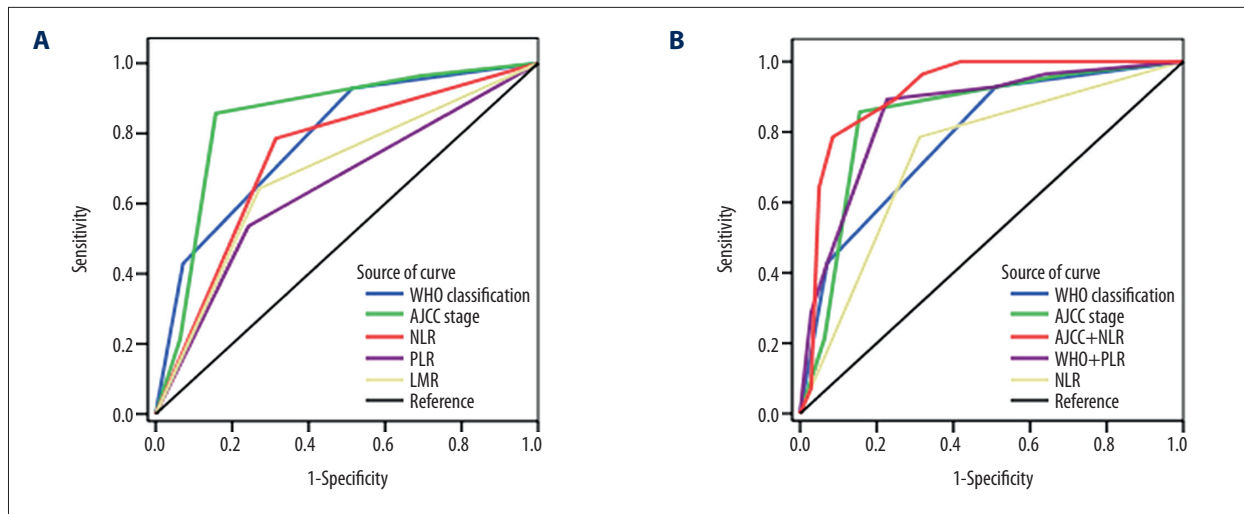 A
1.0
0.8
0.6
0.4
0.2
0.0
Sensitivity
Source of curve
WHO classification
AJCC stage
NLR
PLR
LMR
Reference
0.0 0.2 0.4 0.6 0.8 1.0
1-Specificity
B
1.0
0.8
0.6
0.4
0.2
0.0
Sensitivity
Source of curve
WHO classification
AJCC stage
AJCC+NLR
WHO+PLR
NLR
Reference
0.0 0.2 0.4 0.6 0.8 1.0
1-Specificity